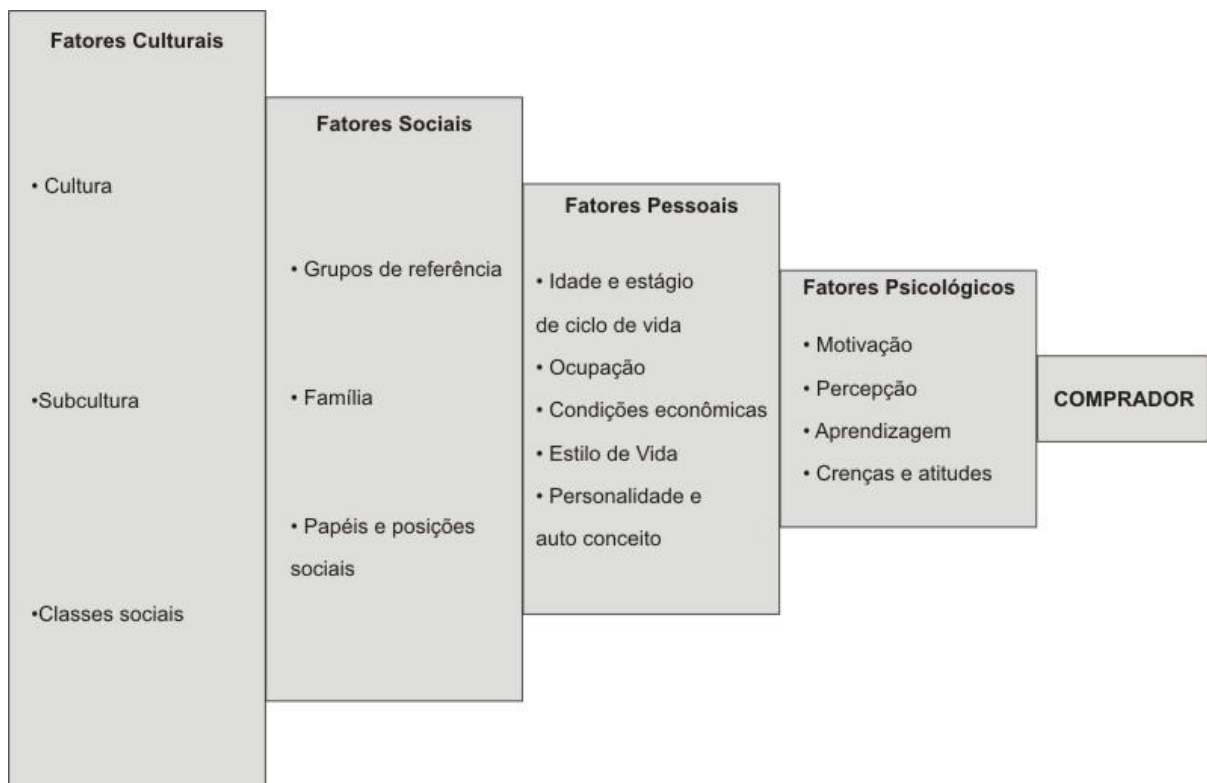 Fatores Culturais
• Cultura
•Subcultura
•Classes sociais
Fatores Sociais
• Grupos de referência
• Família
• Papéis e posições
sociais
Fatores Pessoais
• Idade e estágio
de ciclo de vida
• Ocupação
• Condições econômicas
• Estilo de Vida
• Personalidade e
auto conceito
Fatores Psicológicos
• Motivação
• Percepção
• Aprendizagem
• Crenças e atitudes
COMPRADOR